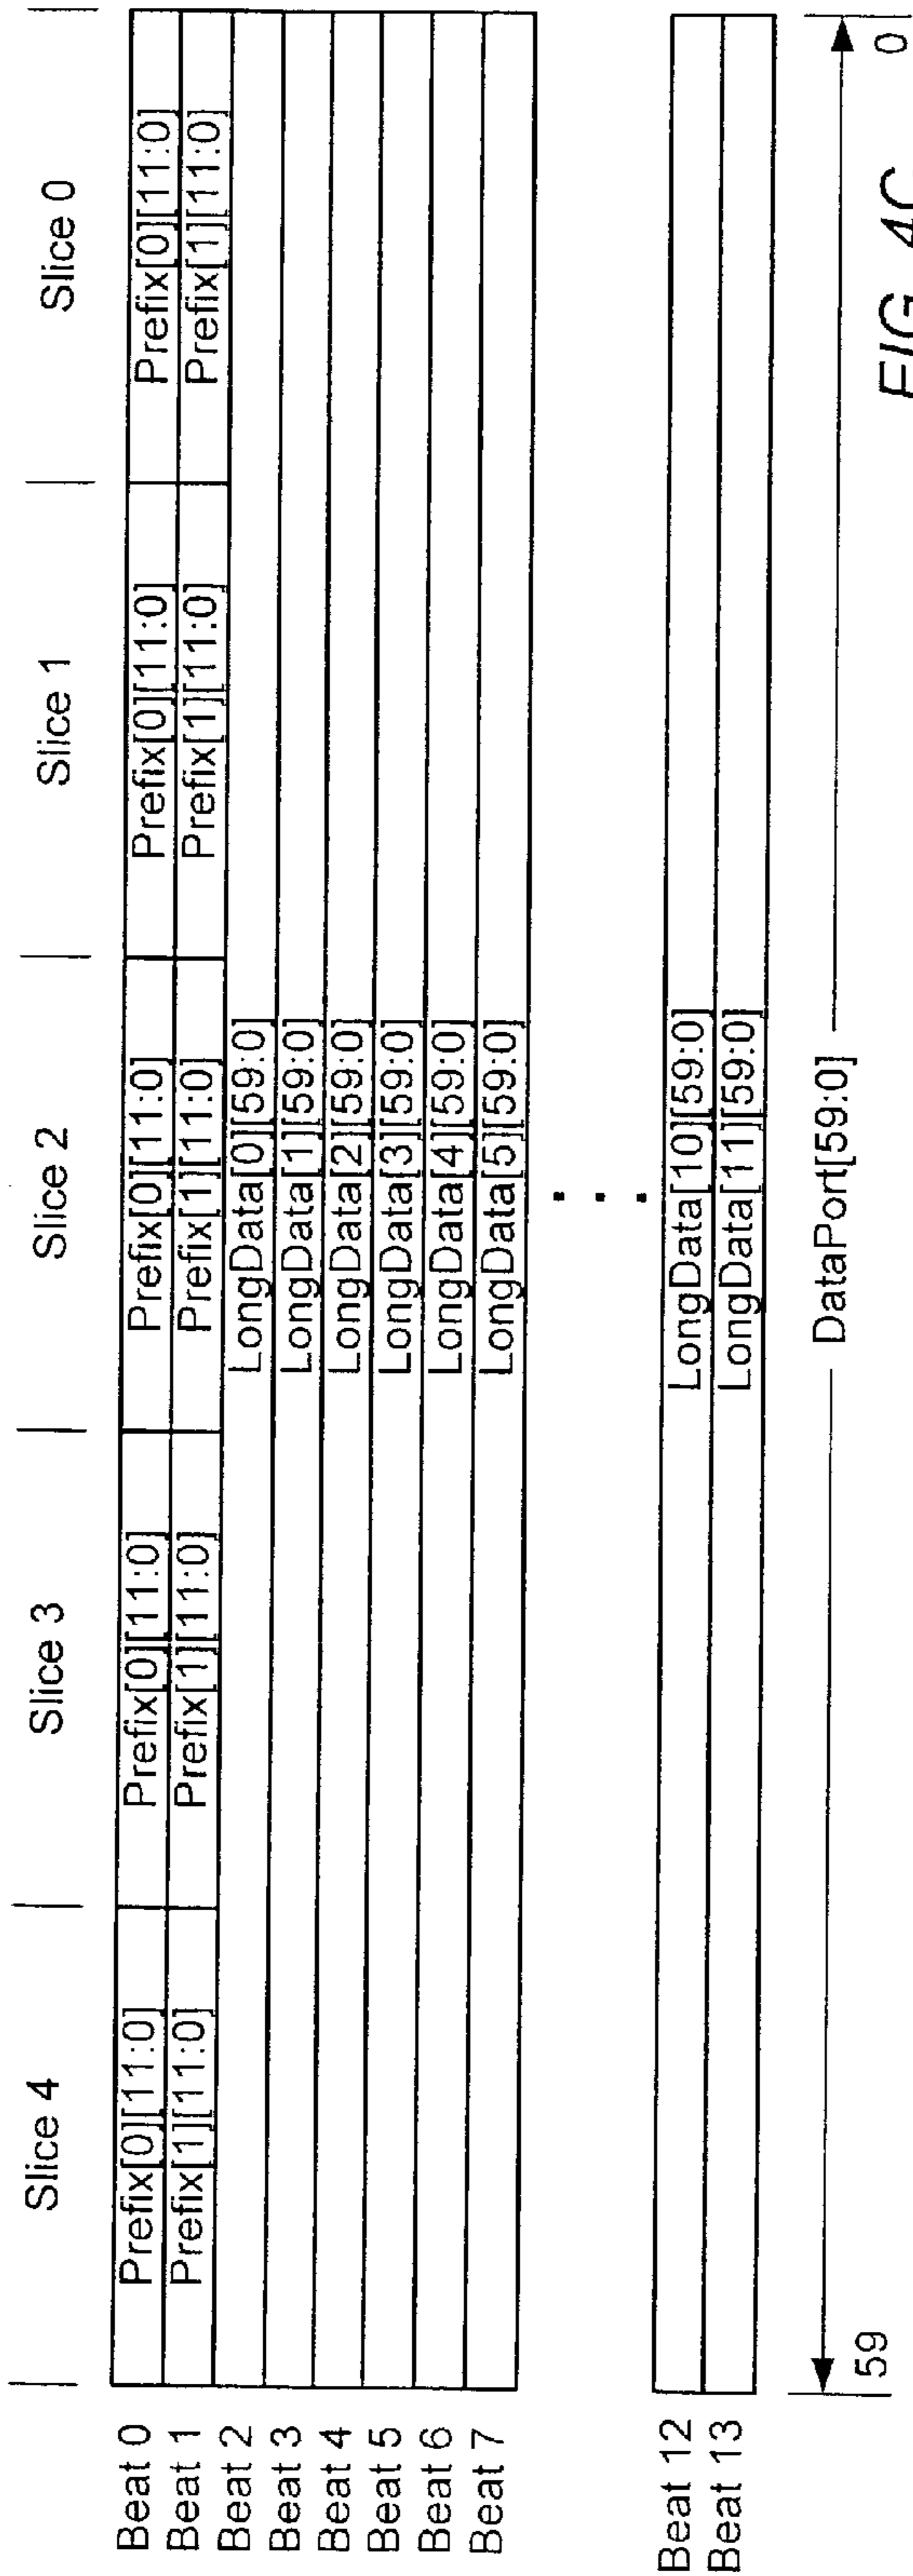 Slice 4 Slice 3 Slice 2 Slice 1 Slice 0
Beat 0 Prefix[0][11:0] Prefix[0][11:0] Prefix[0][11:0] Prefix[0][11:0] Prefix[0][11:0]
Beat 1 Prefix[1][11:0] Prefix[1][11:0] Prefix[1][11:0] Prefix[1][11:0] Prefix[1][11:0]
Beat 2 LongData[0][59:0]
Beat 3 LongData[1][59:0]
Beat 4 LongData[2][59:0]
Beat 5 LongData[3][59:0]
Beat 6 LongData[4][59:0]
Beat 7 LongData[5][59:0]
. . .
Beat 12 LongData[10][59:0]
Beat 13 LongData[11][59:0]
59 DataPort[59:0] 0
FIG. 4C